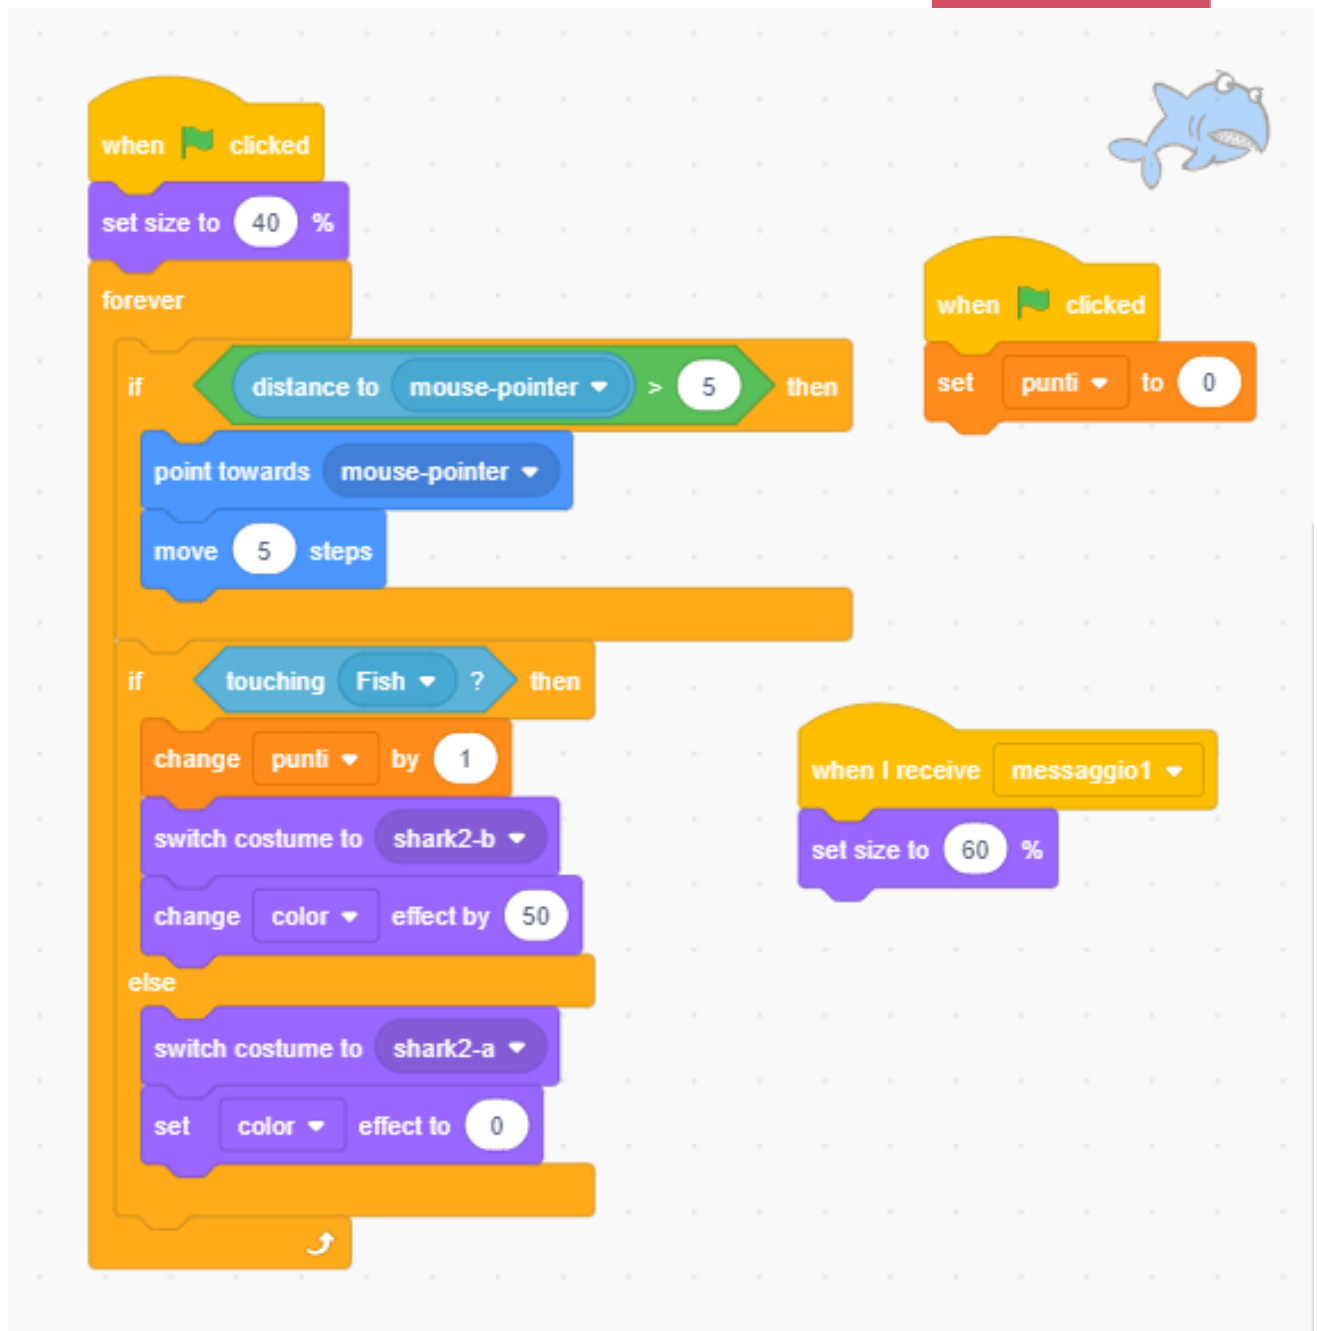 when clicked
set size to 40 %
forever
if distance to mouse-pointer > 5 then
point towards mouse-pointer
move 5 steps
if touching Fish ? then
change punti by 1
switch costume to shark2-b
change color effect by 50
else
switch costume to shark2-a
set color effect to 0
when clicked
set punti to 0
when I receive messaggio1
set size to 60 %